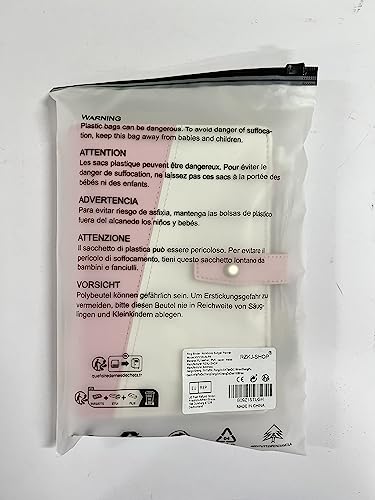 WARNING
Plastic bags can be dangerous. To avoid danger of suffoca-
tion, keep this bag away from babies and children.
ATTENTION
Les sacs plastique peuvent être dangereux. Pour éviter le
danger de suffocation, ne laissez pas ces sacs à la portée des
bébés ni des enfants.
ADVERTENCIA
Para evitar riesgo de asfixia, mantenga las bolsas de plástico
fuera del alcanede los niños y bebés.
ATTENZIONE
Il sacchetto di plastica può essere pericoloso. Per evitare il
pericolo di soffocamento, tieni questo sacchetto lontano da
bambini e fanciulli.
VORSICHT
Polybeutel können gefährlich sein. Um Erstickungsgefahr zu
vermeiden, bitte diesen Beutel nie in Reichweite von Säug-
lingen und Kleinkindern ablegen.
RZKJ-SHOP
CE
MADE IN CHINA
04